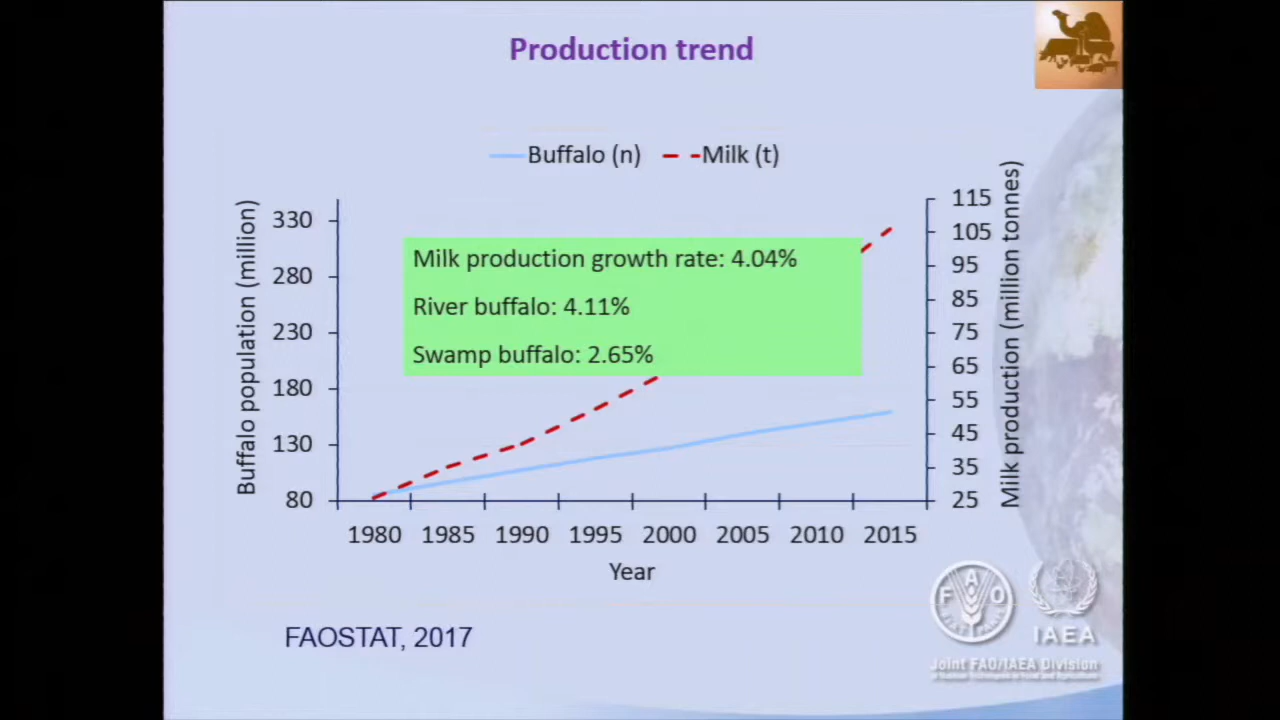 Production trend
Buffalo (n) Milk (t)
Buffalo population (million)
330
280
230
180
130
80
Milk production growth rate: 4.04%
River buffalo: 4.11%
Swamp buffalo: 2.65%
115
105
95
85
75
65
55
45
35
25
Milk production (million tonnes)
1980 1985 1990 1995 2000 2005 2010 2015
Year
FAOSTAT, 2017
F A O
FIAT PANIS
IAEA
Joint FAO/IAEA Division